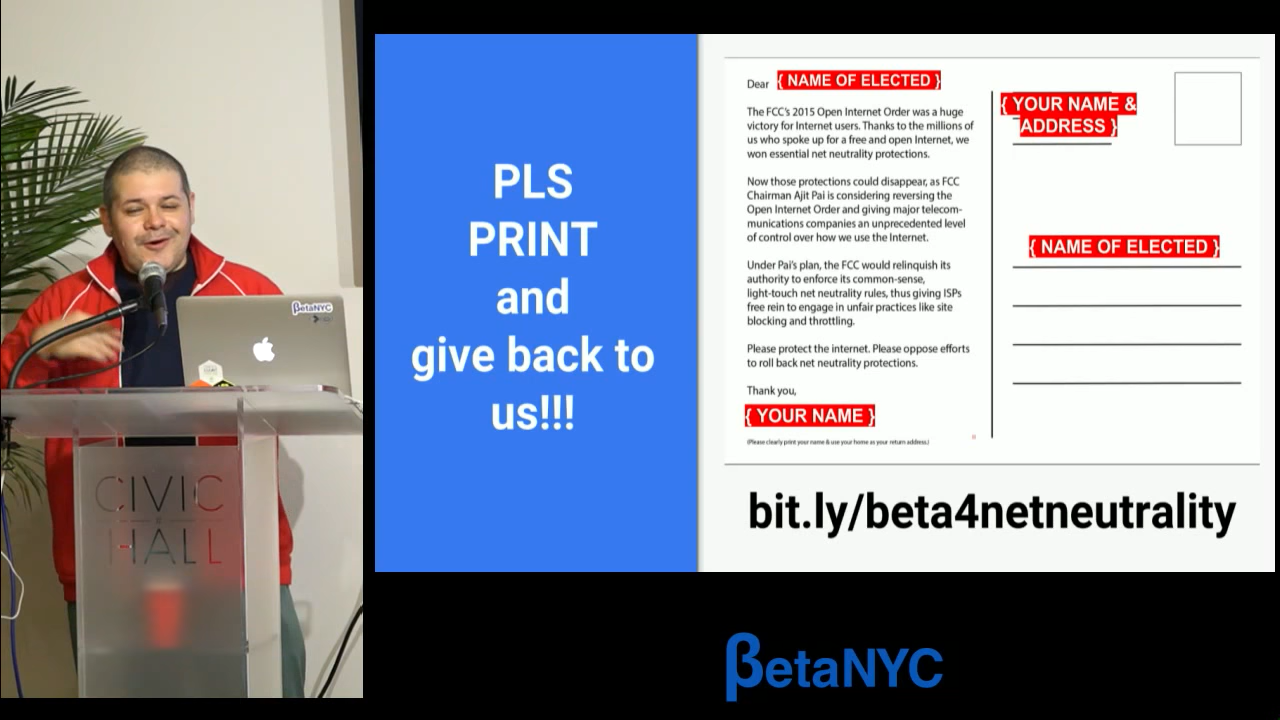 βetaNYC
CIVIC
HALL
PLS
PRINT
and
give back to
us!!!
Dear { NAME OF ELECTED }
The FCC's 2015 Open Internet Order was a huge
victory for Internet users. Thanks to the millions of
us who spoke up for a free and open Internet, we
won essential net neutrality protections.
Now those protections could disappear, as FCC
Chairman Ajit Pai is considering reversing the
Open Internet Order and giving major telecom-
munications companies an unprecedented level
of control over how we use the Internet.
Under Pai's plan, the FCC would relinquish its
authority to enforce its common-sense,
light-touch net neutrality rules, thus giving ISPs
free rein to engage in unfair practices like site
blocking and throttling.
Please protect the internet. Please oppose efforts
to roll back net neutrality protections.
Thank you,
{ YOUR NAME }
(Please clearly print your name & use your home as your return address.)
{ YOUR NAME &
ADDRESS }
{ NAME OF ELECTED }
bit.ly/beta4netneutrality
βetaNYC